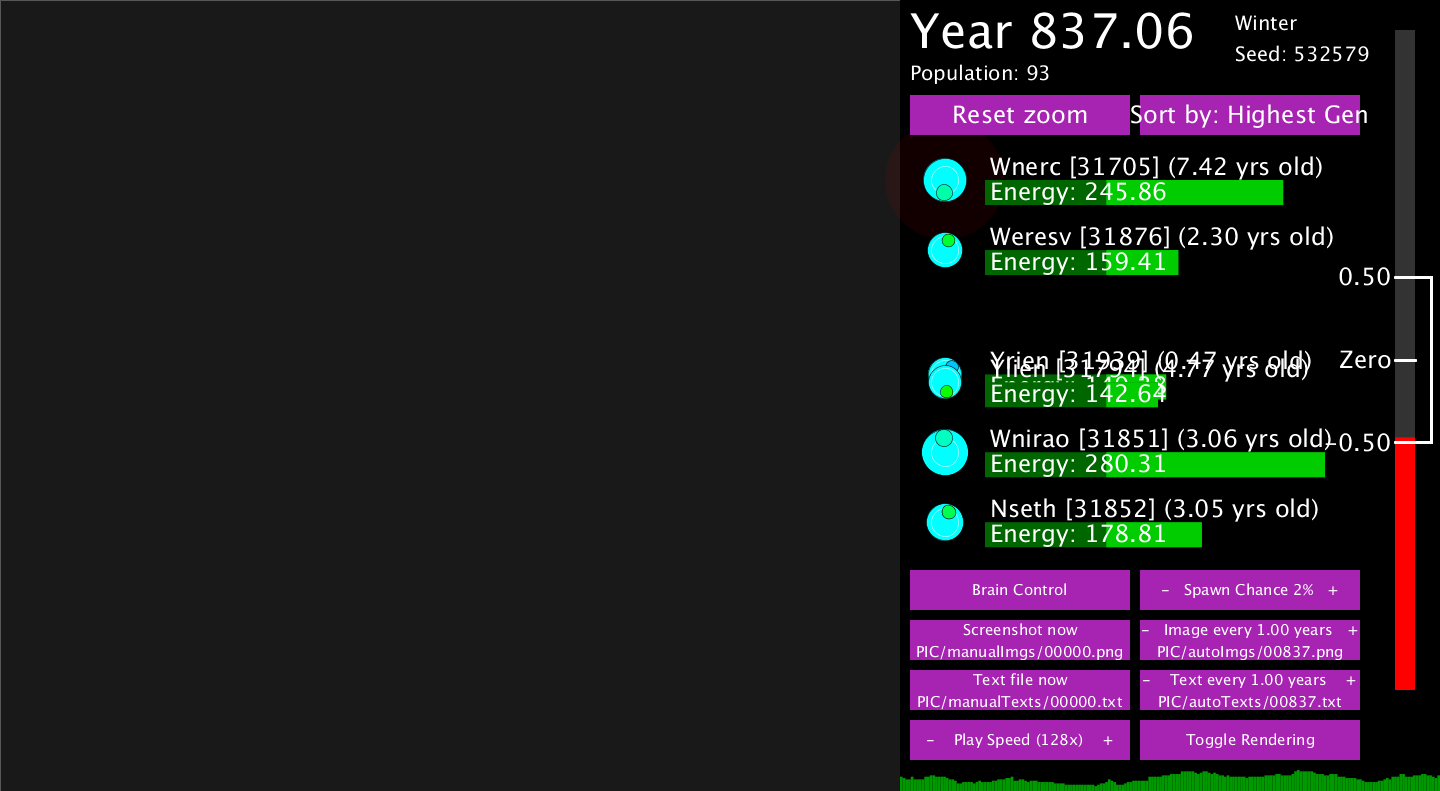 Year 837.06
Winter
Seed: 532579
Population: 93
Reset zoom
Sort by: Highest Gen
Wnerc [31705] (7.42 yrs old)
Energy: 245.86
Weresv [31876] (2.30 yrs old)
Energy: 159.41
0.50
Yrien [31939] (0.47 yrs old)
Zero
Ylien [31794] (4.77 yrs old)
Energy: 142.64
Wnirao [31851] (3.06 yrs old)
-0.50
Energy: 280.31
Nseth [31852] (3.05 yrs old)
Energy: 178.81
Brain Control
- Spawn Chance 2% +
Screenshot now
PIC/manualImgs/00000.png
- Image every 1.00 years +
PIC/autoImgs/00837.png
Text file now
PIC/manualTexts/00000.txt
- Text every 1.00 years +
PIC/autoTexts/00837.txt
- Play Speed (128x) +
Toggle Rendering